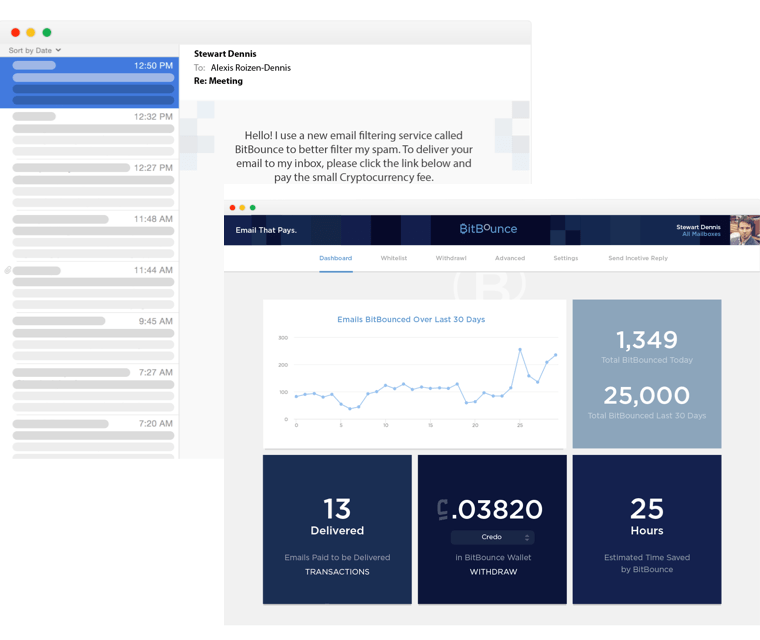 Sort by Date
12:50 PM
12:32 PM
12:27 PM
11:48 AM
11:44 AM
9:45 AM
7:27 AM
7:20 AM
Stewart Dennis
To: Alexis Roizen-Dennis
Re: Meeting
Hello! I use a new email filtering service called
BitBounce to better filter my spam. To deliver your
email to my inbox, please click the link below and
pay the small Cryptocurrency fee.
Email That Pays.
BitBounce
Stewart Dennis
All Mailboxes
Dashboard Whitelist Withdrawl Advanced Settings Send Incetive Reply
Emails BitBounced Over Last 30 Days
300
200
100
0
0 5 10 15 20 25
1,349
Total BitBounced Today
25,000
Total BitBounced Last 30 Days
13
Delivered
Emails Paid to be Delivered
TRANSACTIONS
.03820
Credo
in BitBounce Wallet
WITHDRAW
25
Hours
Estimated Time Saved
by BitBounce